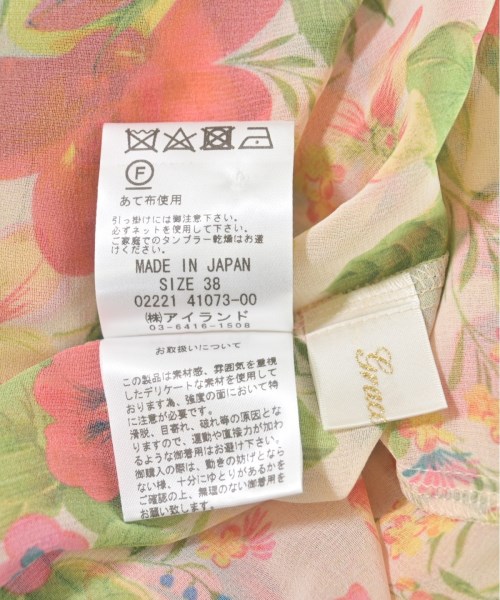 F
あて布使用
引っ掛けには御注意下さい。
必ずネットを使用して下さい。
ご家庭でのタンブラー乾燥はお避
けください。
MADE IN JAPAN
SIZE 38
02221 41073-00
(株)アイランド
03-6416-1508
お取扱いについて
この製品は素材感、雰囲気を重視
したデリケートな素材を使用して
おります為、強度の面において特
に注意が必要です。
滑脱、目寄れ、破れ等の原因とな
りますので、運動や直接力が加わ
るような着用はお避け下さい。
御購入の際は、動きの妨げとなら
ない様、十分にゆとりがあるかを
ご確認の上、無理のない御着用を
お願い致します。